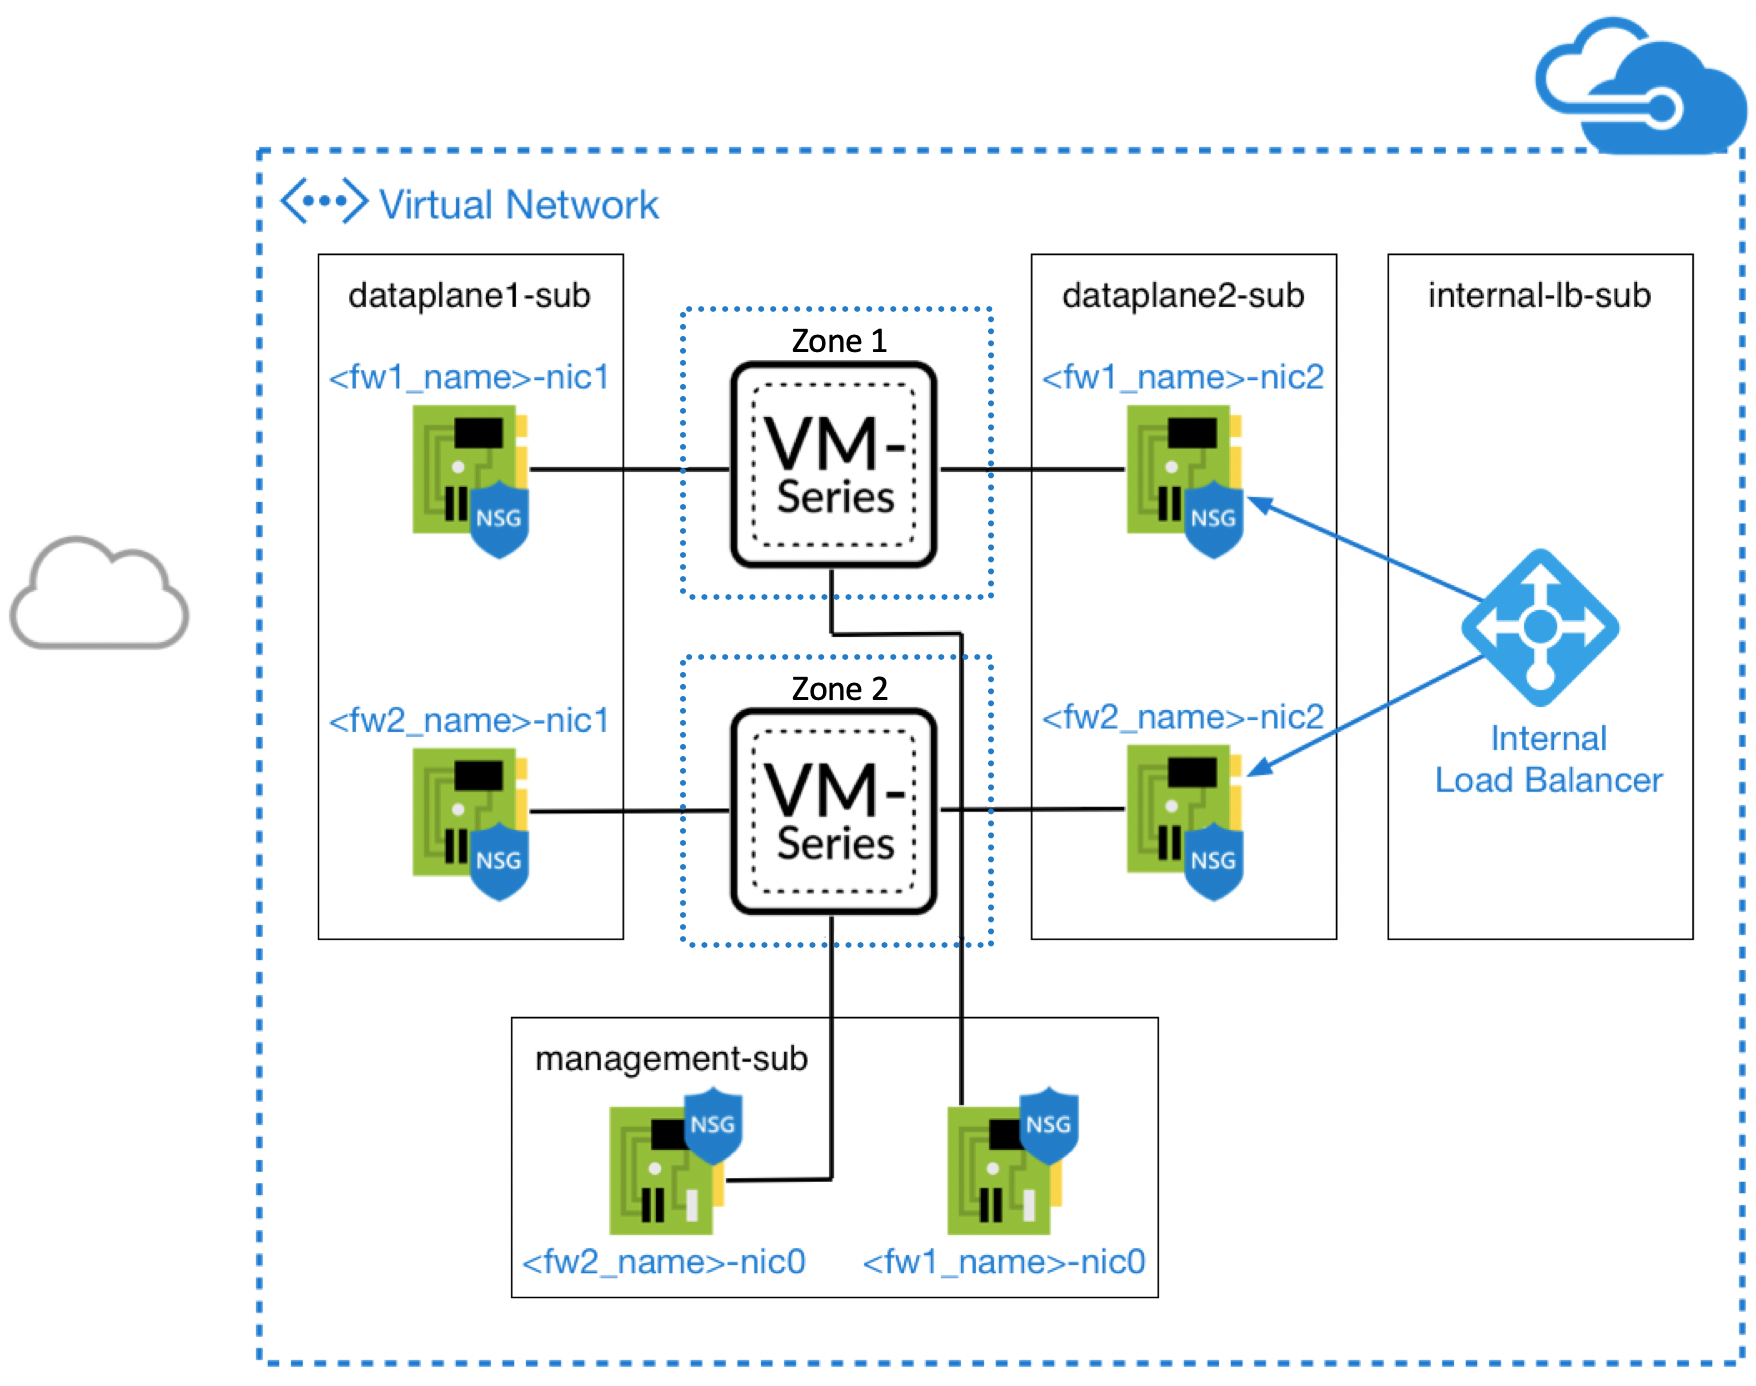 Virtual Network
dataplane1-sub
dataplane2-sub
internal-lb-sub
Zone 1
<fw1_name>-nic1
<fw1_name>-nic2
VM-
Series
NSG
NSG
Zone 2
<fw2_name>-nic1
<fw2_name>-nic2
VM-
Series
NSG
NSG
Internal
Load Balancer
management-sub
NSG
NSG
<fw2_name>-nic0
<fw1_name>-nic0